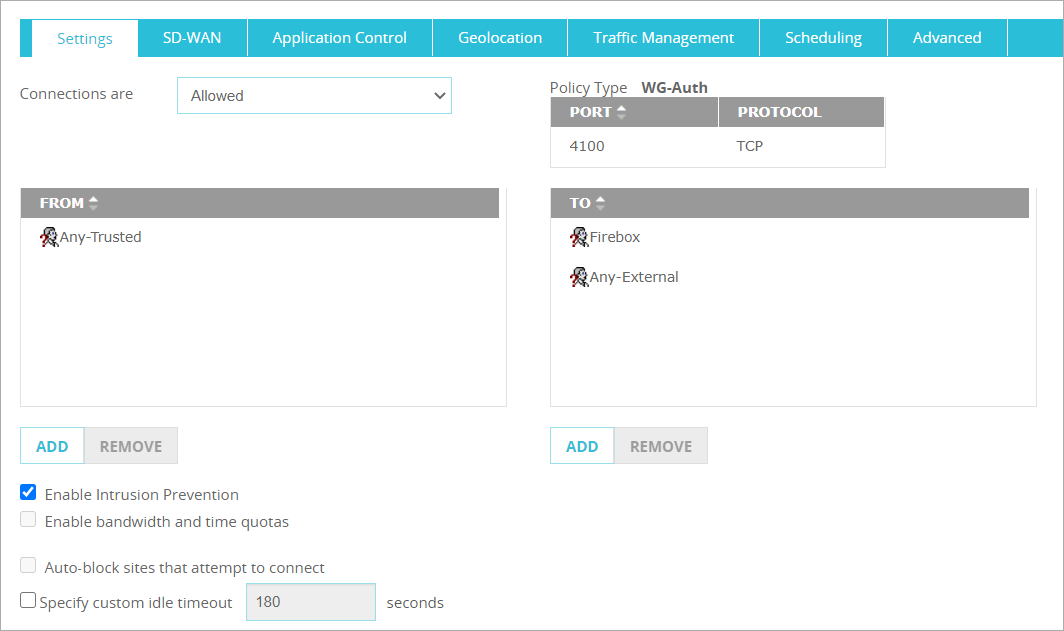 Settings SD-WAN Application Control Geolocation Traffic Management Scheduling Advanced
Connections are Allowed
Policy Type WG-Auth
PORT PROTOCOL
4100 TCP
FROM
Any-Trusted
TO
Firebox
Any-External
ADD REMOVE
ADD REMOVE
Enable Intrusion Prevention
Enable bandwidth and time quotas
Auto-block sites that attempt to connect
Specify custom idle timeout 180 seconds